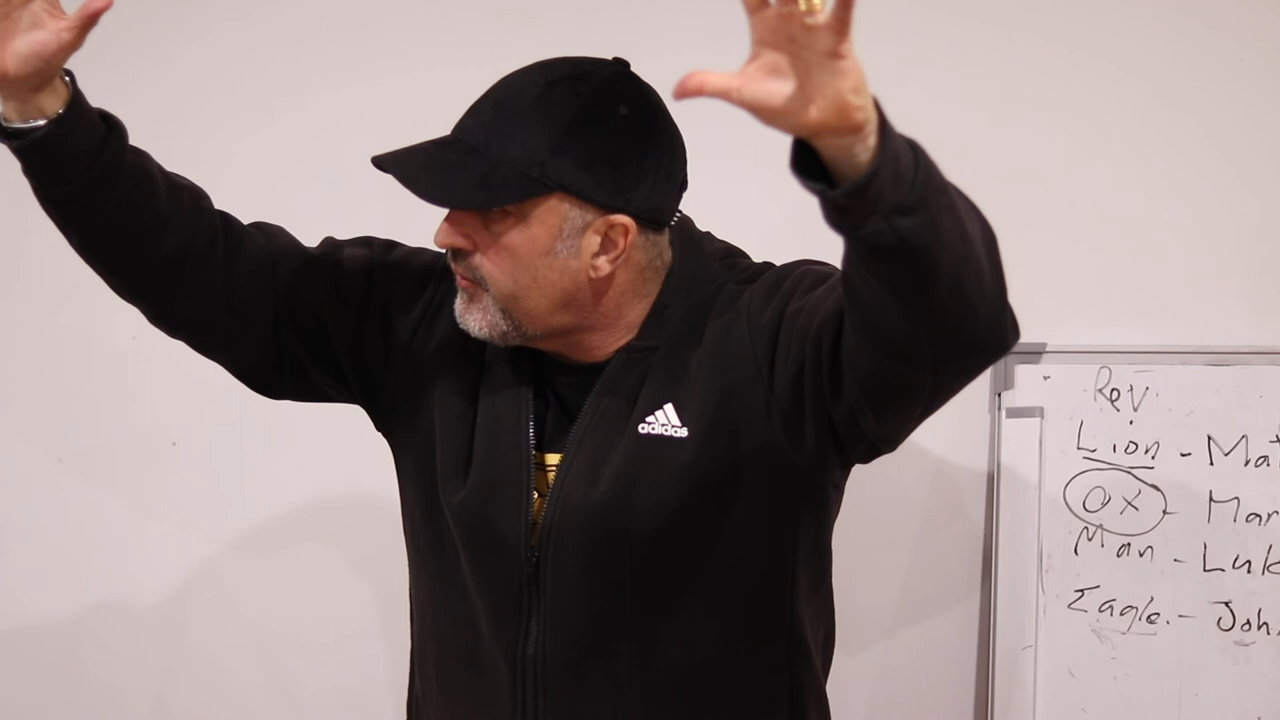 adidas
Rev.
Lion - Mat
OX - Mar
Man - Luk
Eagle. - Joh